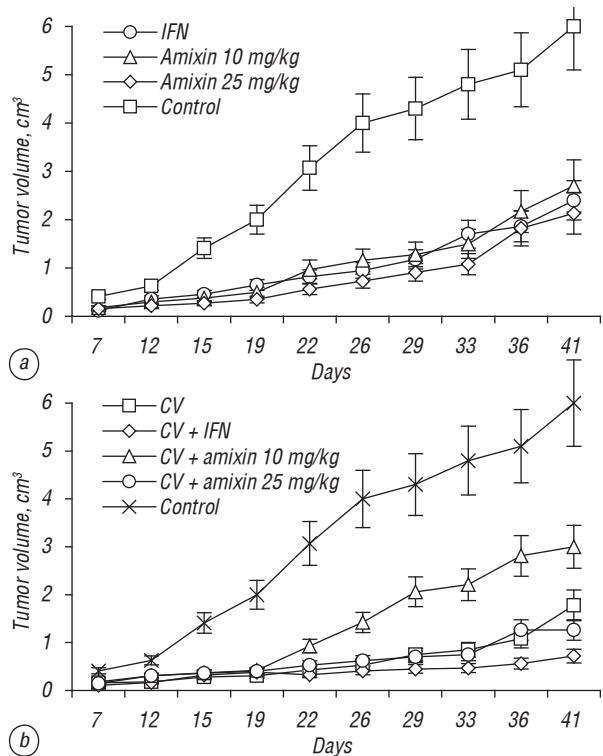 6
5
4
3
2
1
0
Tumor volume, cm³
IFN
Amixin 10 mg/kg
Amixin 25 mg/kg
Control
7 12 15 19 22 26 29 33 36 41
Days
a
6
5
4
3
2
1
0
Tumor volume, cm³
CV
CV + IFN
CV + amixin 10 mg/kg
CV + amixin 25 mg/kg
Control
7 12 15 19 22 26 29 33 36 41
Days
b